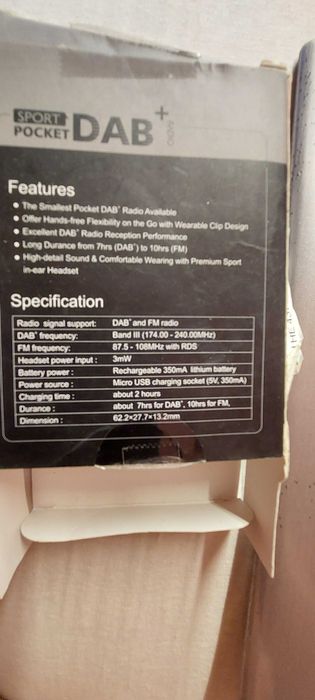 SPORT
POCKET DAB+ RADIO
Features
• The Smallest Pocket DAB+ Radio Available
• Offer Hands-free Flexibility on the Go with Wearable Clip Design
• Excellent DAB+ Radio Reception Performance
• Long Durance from 7hrs (DAB+) to 10hrs (FM)
• High-detail Sound & Comfortable Wearing with Premium Sport
in-ear Headset
Specification
Radio signal support: DAB+ and FM radio
DAB+ frequency: Band III (174.00 - 240.00MHz)
FM frequency: 87.5 - 108MHz with RDS
Headset power input : 3mW
Battery power : Rechargeable 350mA lithium battery
Power source : Micro USB charging socket (5V, 350mA)
Charging time : about 2 hours
Durance : about 7hrs for DAB+, 10hrs for FM,
Dimension : 62.2×27.7×13.2mm